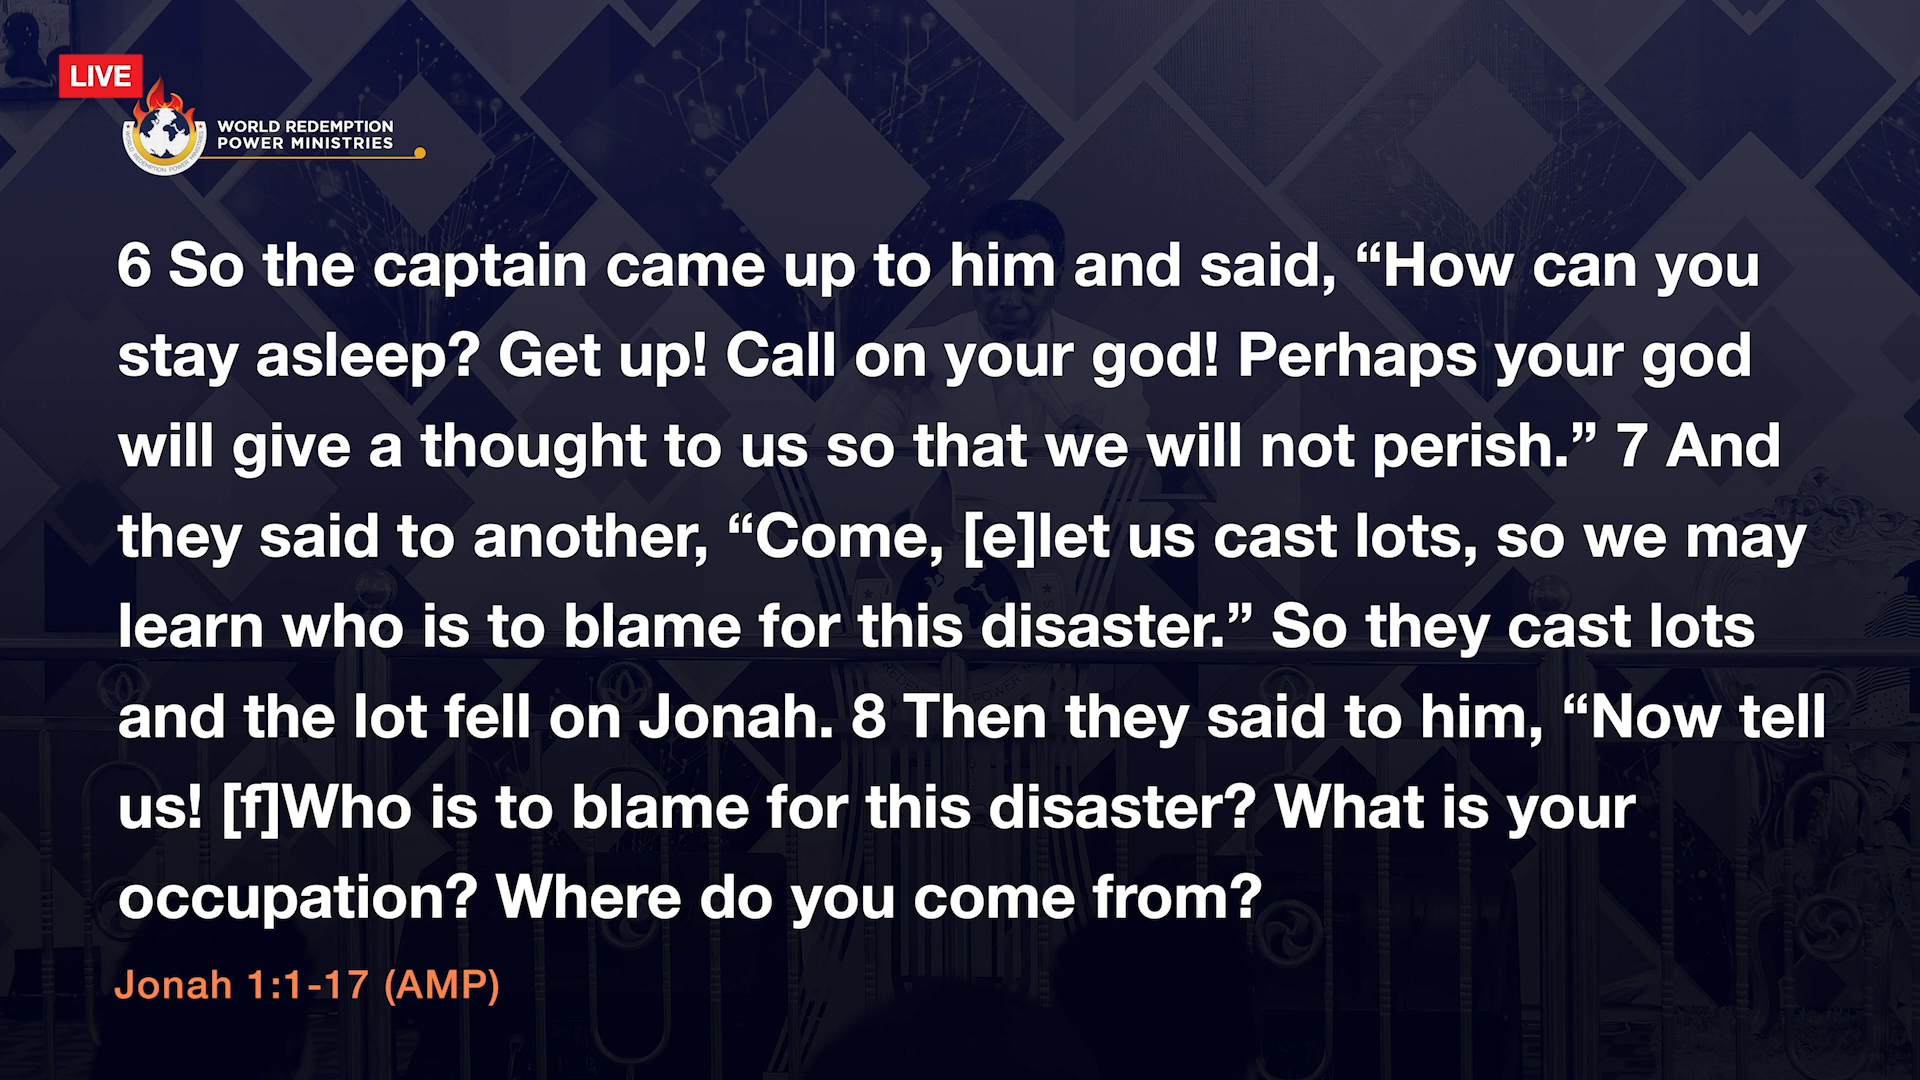 LIVE
WORLD REDEMPTION
POWER MINISTRIES
6 So the captain came up to him and said, “How can you
stay asleep? Get up! Call on your god! Perhaps your god
will give a thought to us so that we will not perish.” 7 And
they said to another, “Come, [e]let us cast lots, so we may
learn who is to blame for this disaster.” So they cast lots
and the lot fell on Jonah. 8 Then they said to him, “Now tell
us! [f]Who is to blame for this disaster? What is your
occupation? Where do you come from?
Jonah 1:1-17 (AMP)